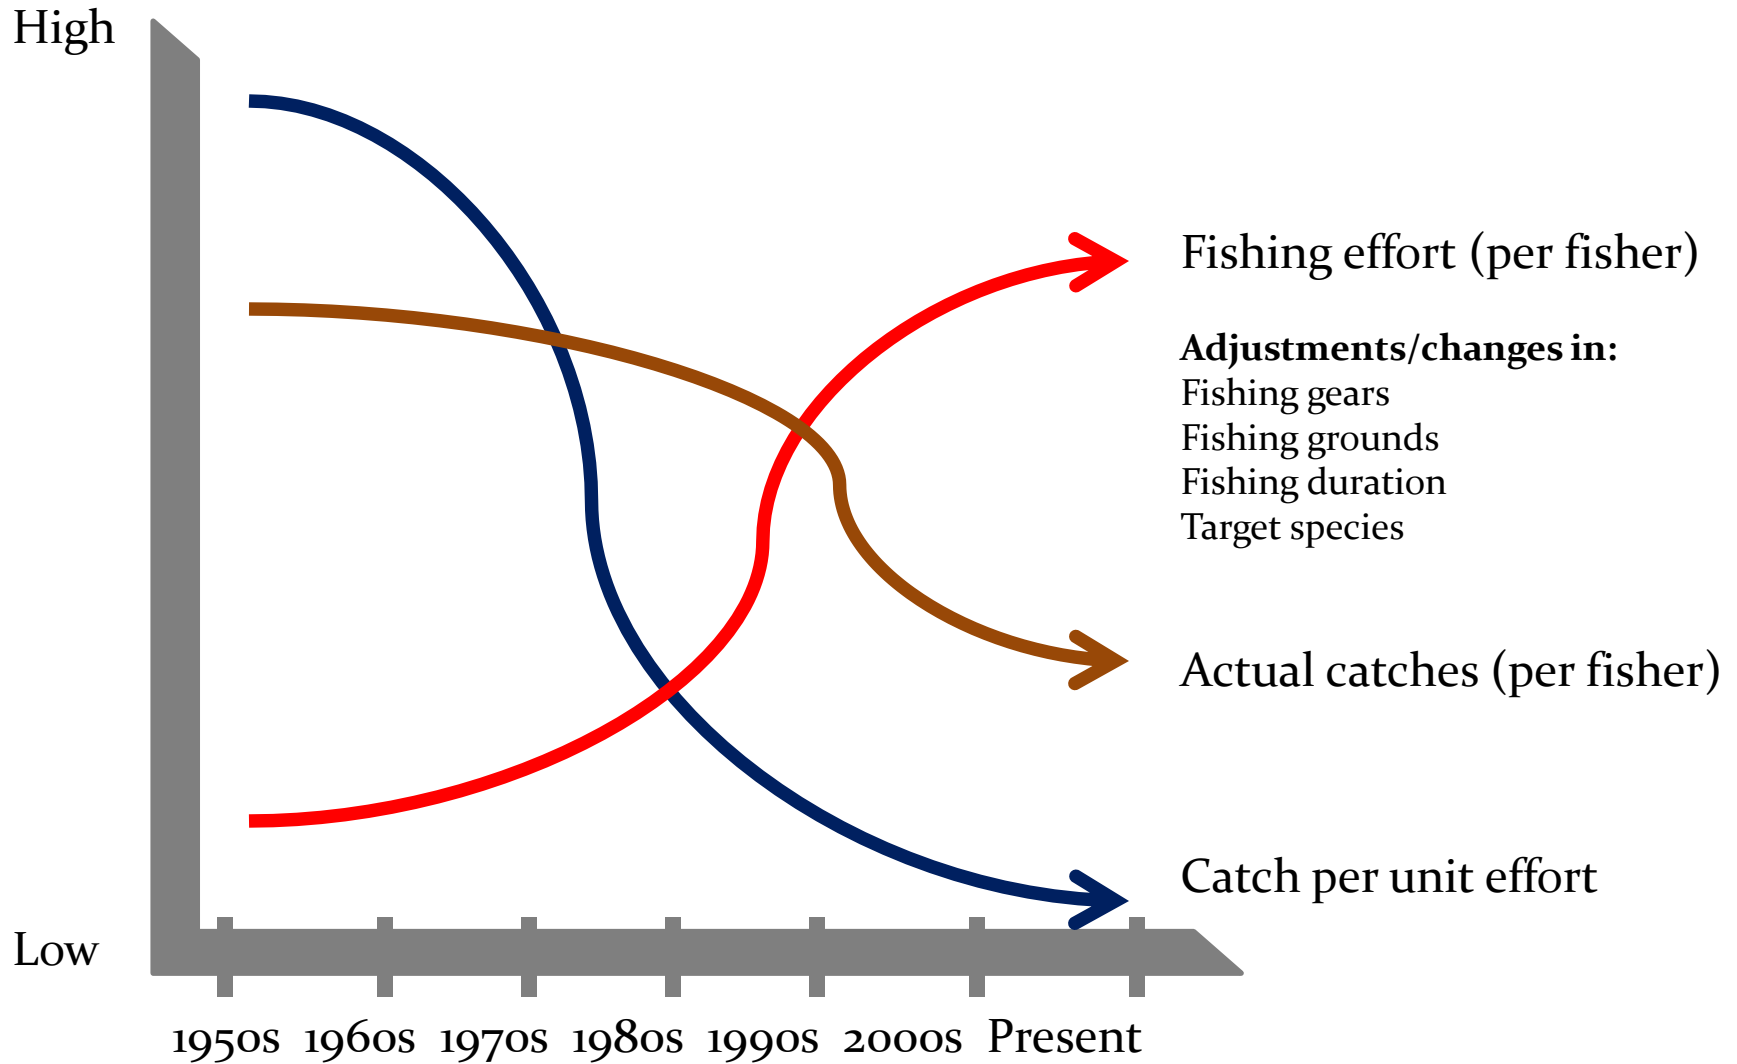 High
Fishing effort (per fisher)
Adjustments/changes in:
Fishing gears
Fishing grounds
Fishing duration
Target species
Actual catches (per fisher)
Catch per unit effort
Low
1950s 1960s 1970s 1980s 1990s 2000s Present